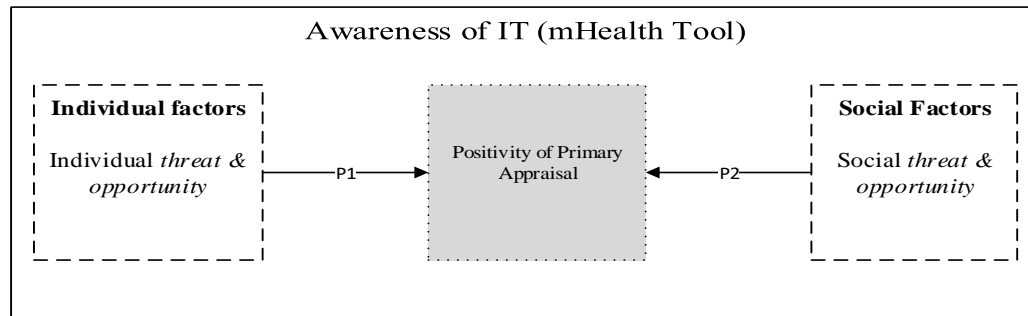 Awareness of IT (mHealth Tool)
Individual factors
Individual threat &
opportunity
P1
Positivity of Primary
Appraisal
P2
Social Factors
Social threat &
opportunity